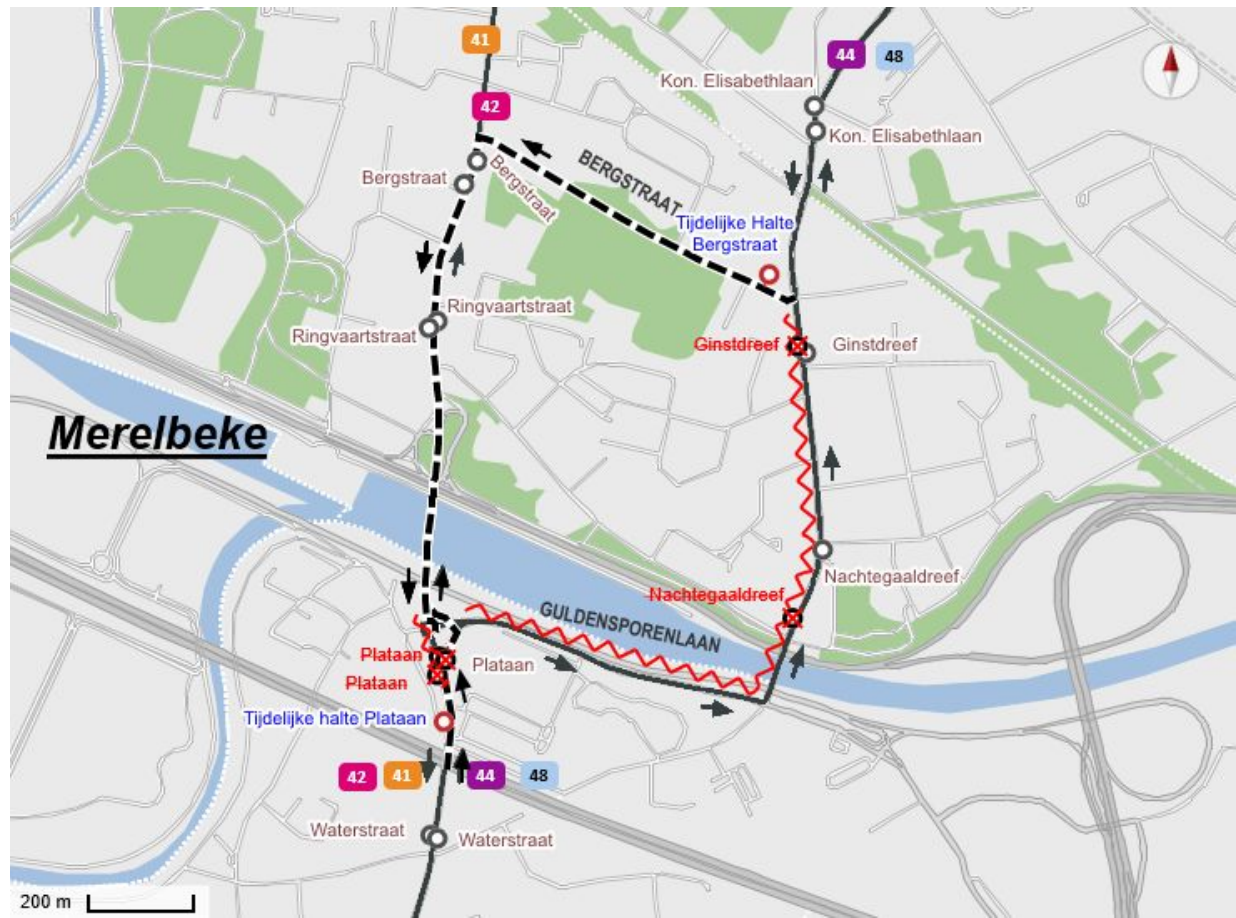 41
44
48
Kon. Elisabethlaan
42
Kon. Elisabethlaan
BERGSTRAAT
Bergstraat
Bergstraat
Tijdelijke Halte
Bergstraat
Ringvaartstraat
Ringvaartstraat
Ginstdreef
Ginstdreef
Merelbeke
Nachtegaaldreef
Nachtegaaldreef
GULDENSPORENLAAN
Plataan
Plataan
Plataan
Tijdelijke halte Plataan
42
41
44
48
Waterstraat
Waterstraat
200 m